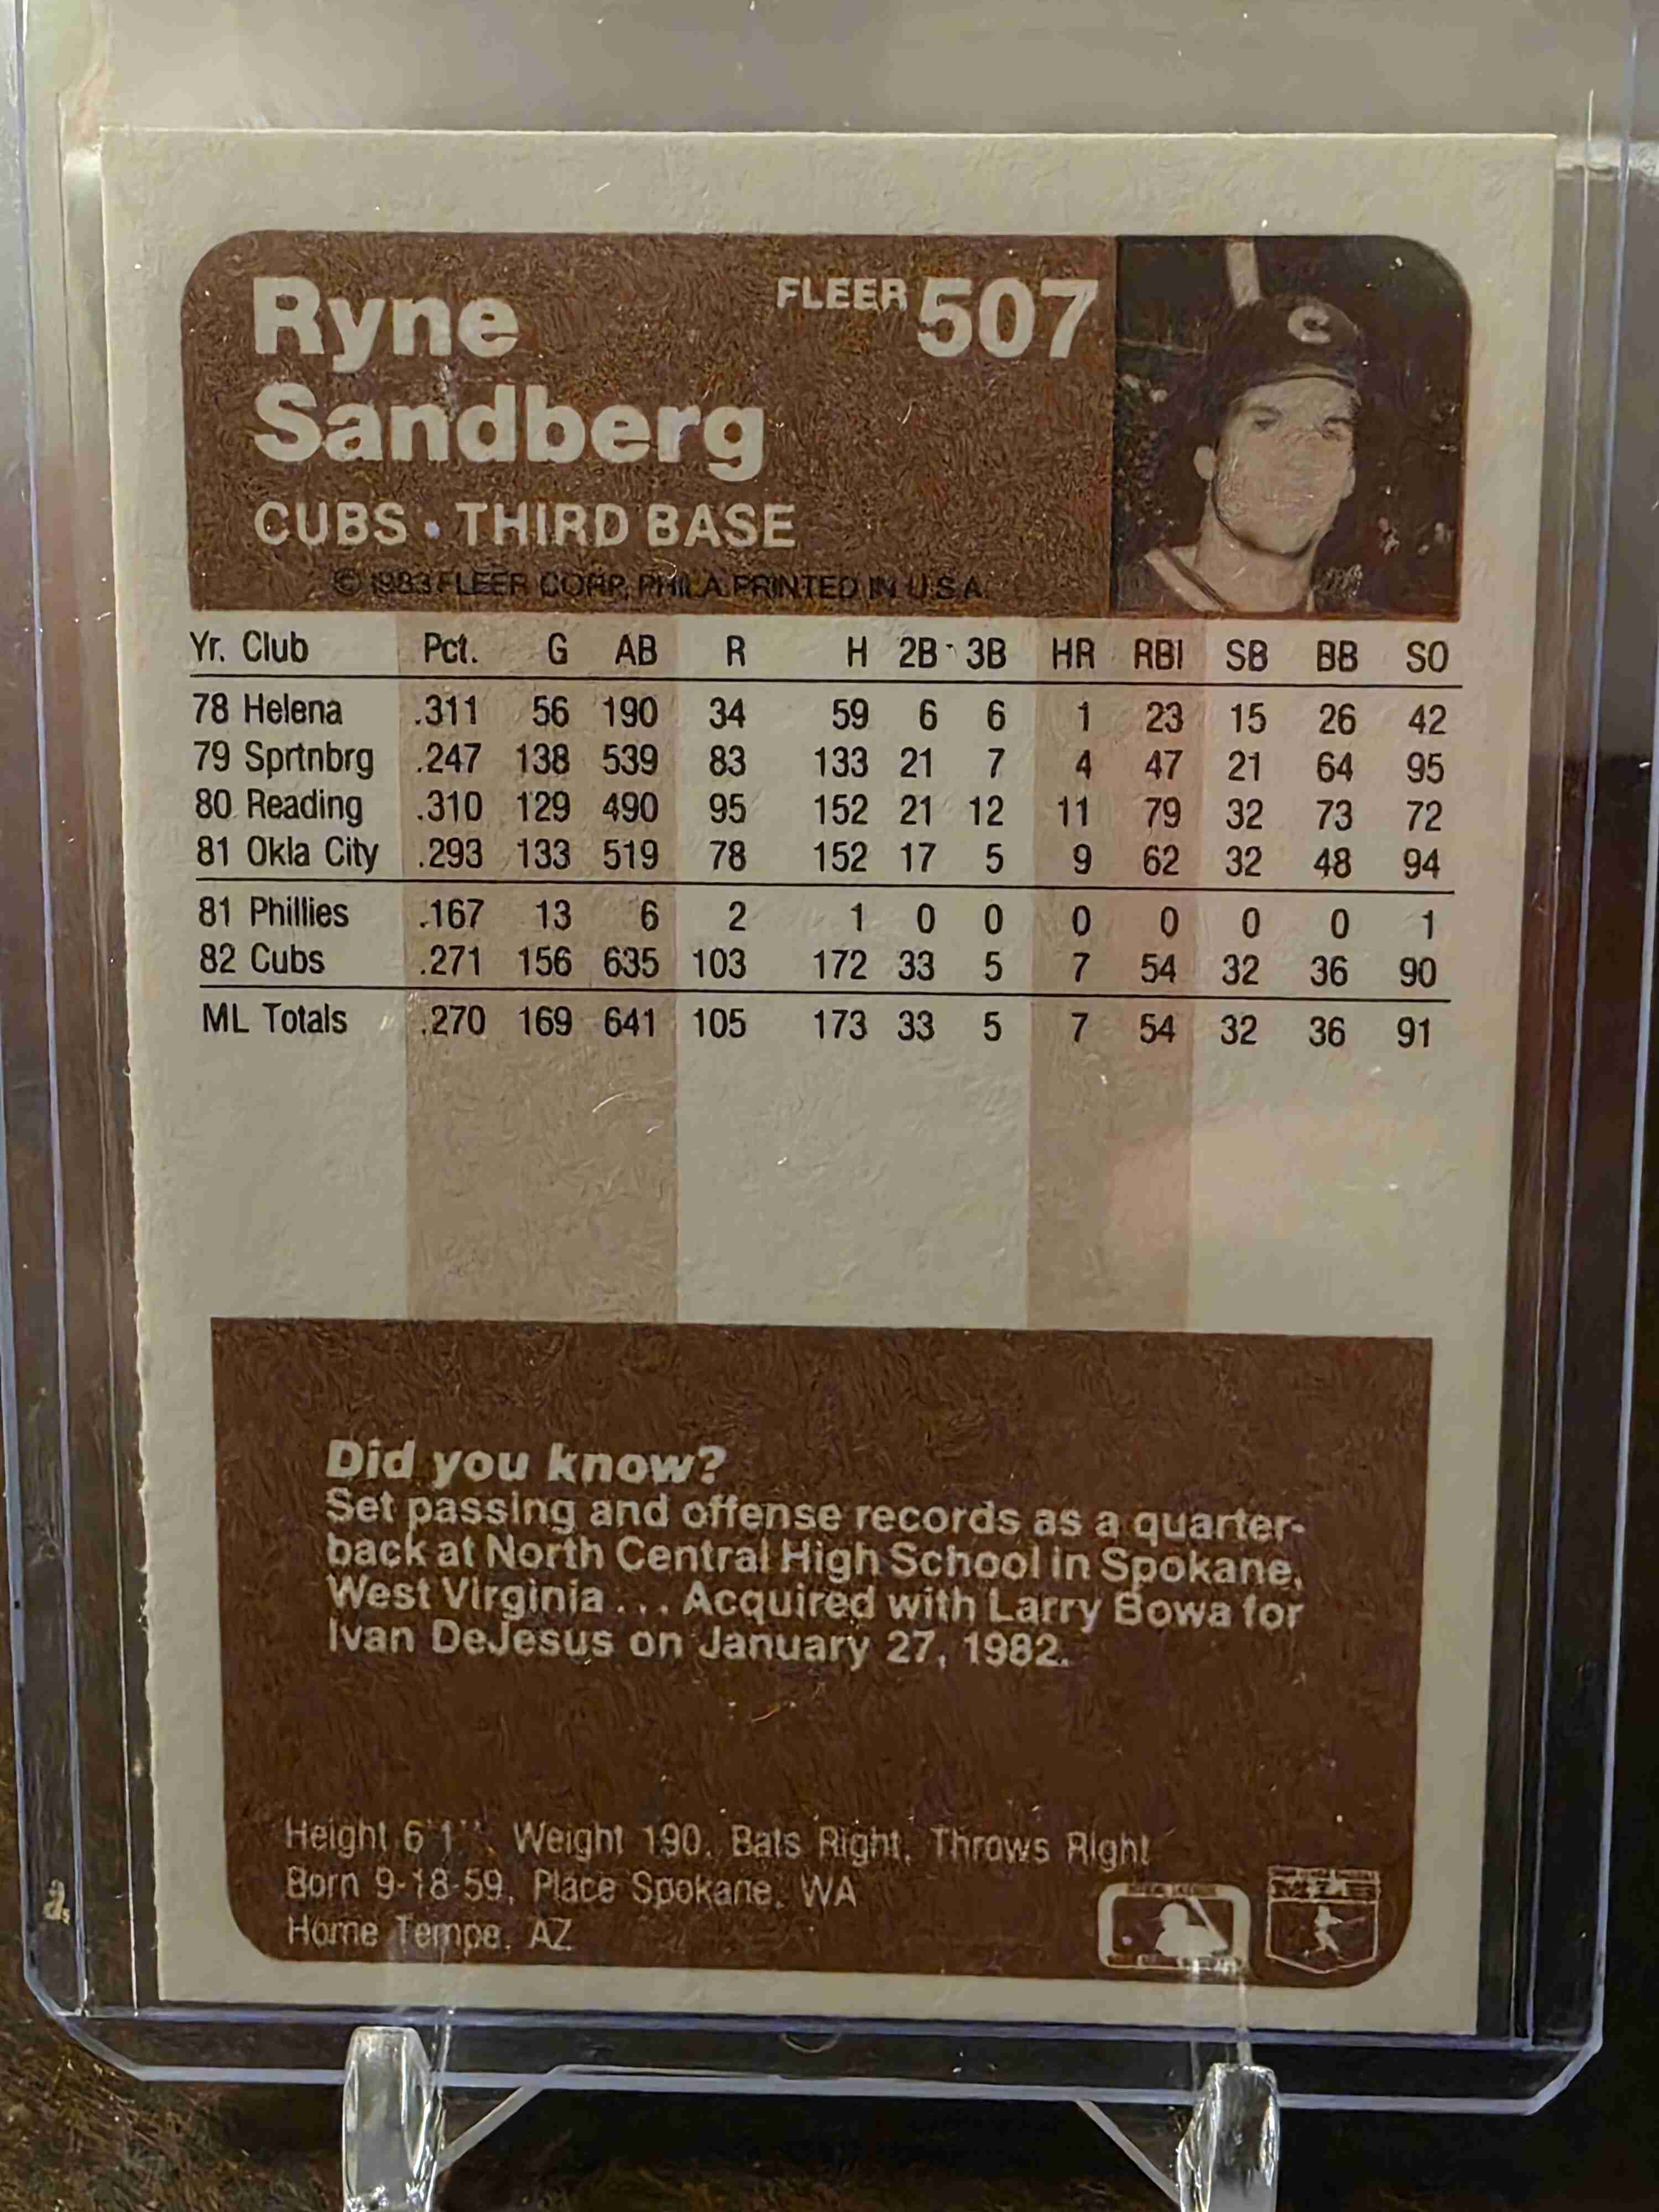 Ryne
FLEER 507
Sandberg
CUBS • THIRD BASE
© 1983 FLEER CORP., PHILA. PRINTED IN U.S.A.
Yr. Club Pct. G AB R H 2B 3B HR RBI SB BB SO
78 Helena .311 56 190 34 59 6 6 1 23 15 26 42
79 Sprtnbrg .247 138 539 83 133 21 7 4 47 21 64 95
80 Reading .310 129 490 95 152 21 12 11 79 32 73 72
81 Okla City .293 133 519 78 152 17 5 9 62 32 48 94
81 Phillies .167 13 6 2 1 0 0 0 0 0 0 1
82 Cubs .271 156 635 103 172 33 5 7 54 32 36 90
ML Totals .270 169 641 105 173 33 5 7 54 32 36 91
Did you know?
Set passing and offense records as a quarter-
back at North Central High School in Spokane,
West Virginia . . . Acquired with Larry Bowa for
Ivan DeJesus on January 27, 1982.
Height 6'1". Weight 190. Bats Right. Throws Right
Born 9-18-59, Place Spokane, WA
Home Tempe, AZ
C